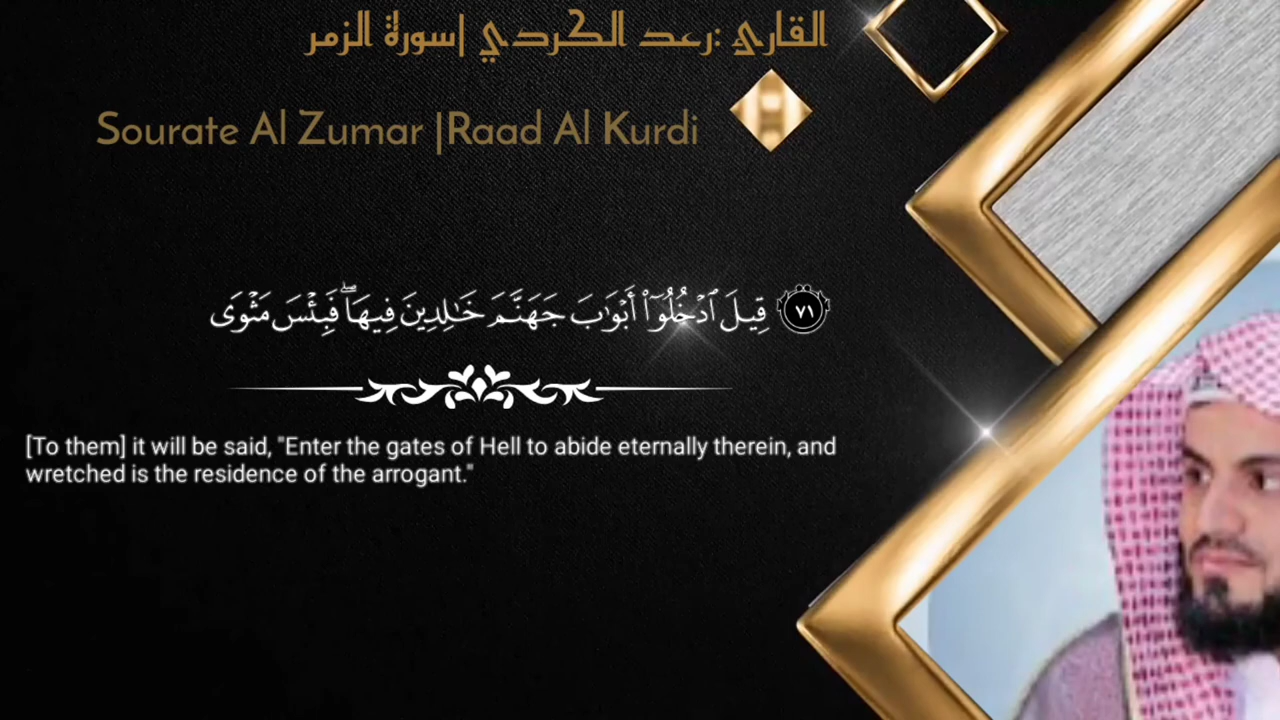 القارئ :رعد الكردي |سورة الزمر
Sourate Al Zumar |Raad Al Kurdi
٧١ قِيلَ ٱدْخُلُوٓا۟ أَبْوَٰبَ جَهَنَّمَ خَـٰلِدِينَ فِيهَا ۖ فَبِئْسَ مَثْوَى
[To them] it will be said, "Enter the gates of Hell to abide eternally therein, and
wretched is the residence of the arrogant."